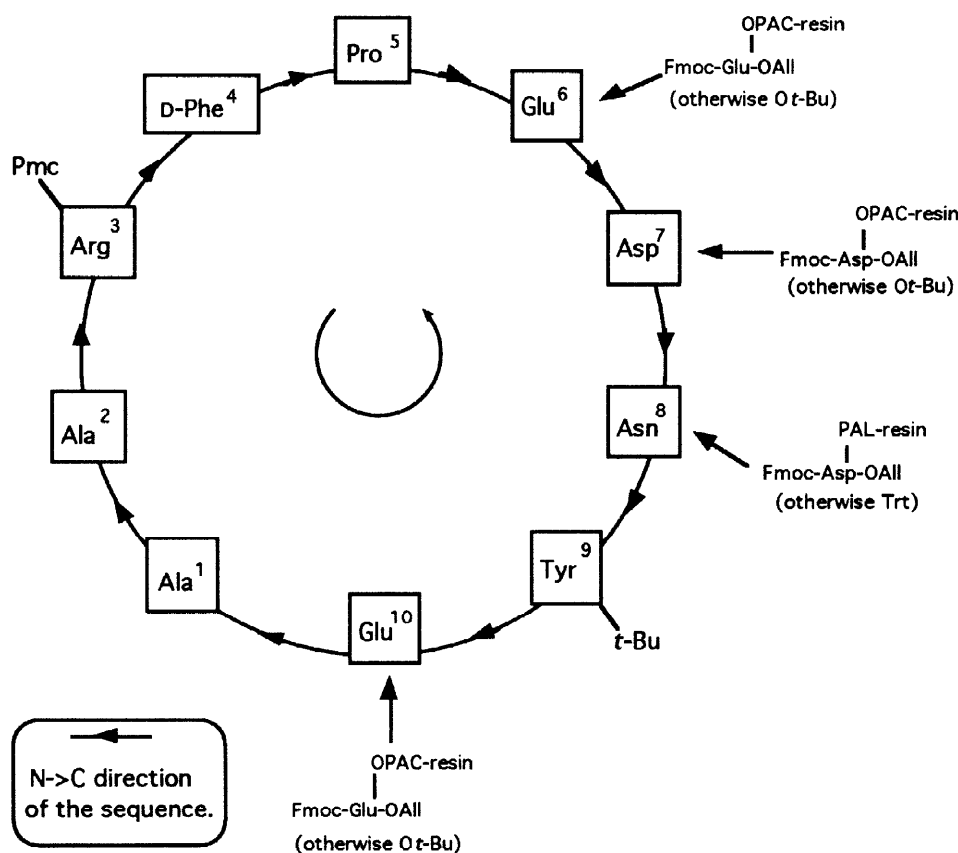 OPAC-resin
Pro 5
Fmoc-Glu-OAll
(otherwise Ot-Bu)
D-Phe 4
Glu 6
Pmc
Arg 3
OPAC-resin
Asp 7
Fmoc-Asp-OAll
(otherwise Ot-Bu)
Ala 2
Asn 8
PAL-resin
Fmoc-Asp-OAll
(otherwise Trt)
Ala 1
Tyr 9
Glu 10
t-Bu
OPAC-resin
N->C direction
of the sequence.
Fmoc-Glu-OAll
(otherwise Ot-Bu)